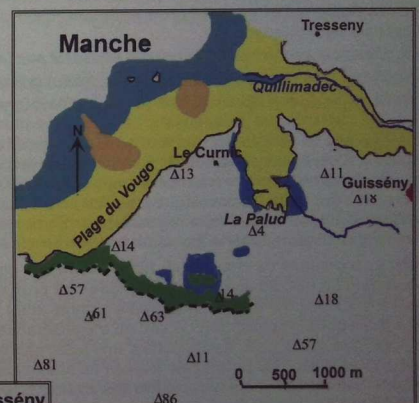 Tresseny
Manche
Quillimadec
N
Le Curnic
Δ13
Δ11
Guissény
Δ18
Plage du Vougo
La Palud
Δ4
Δ14
Δ14
Δ57
Δ61
Δ63
Δ18
Δ57
Δ11
Δ81
0 500 1000 m
Δ86
ssény